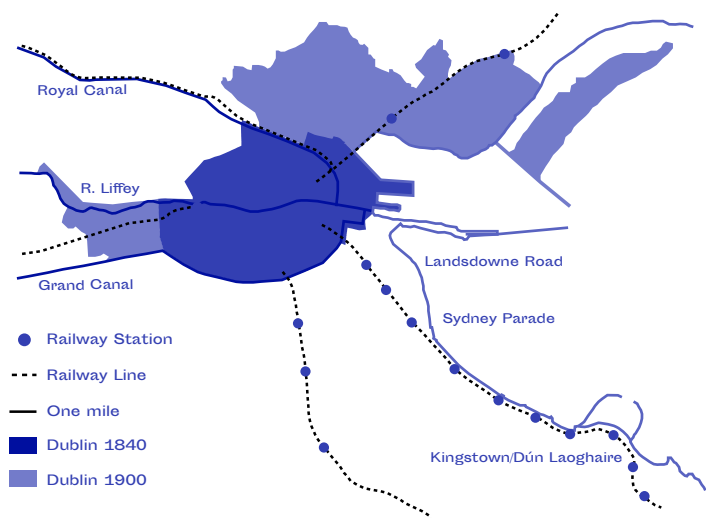 Royal Canal
R. Liffey
Landsdowne Road
Grand Canal
Sydney Parade
Railway Station
Railway Line
One mile
Dublin 1840
Kingstown/Dún Laoghaire
Dublin 1900